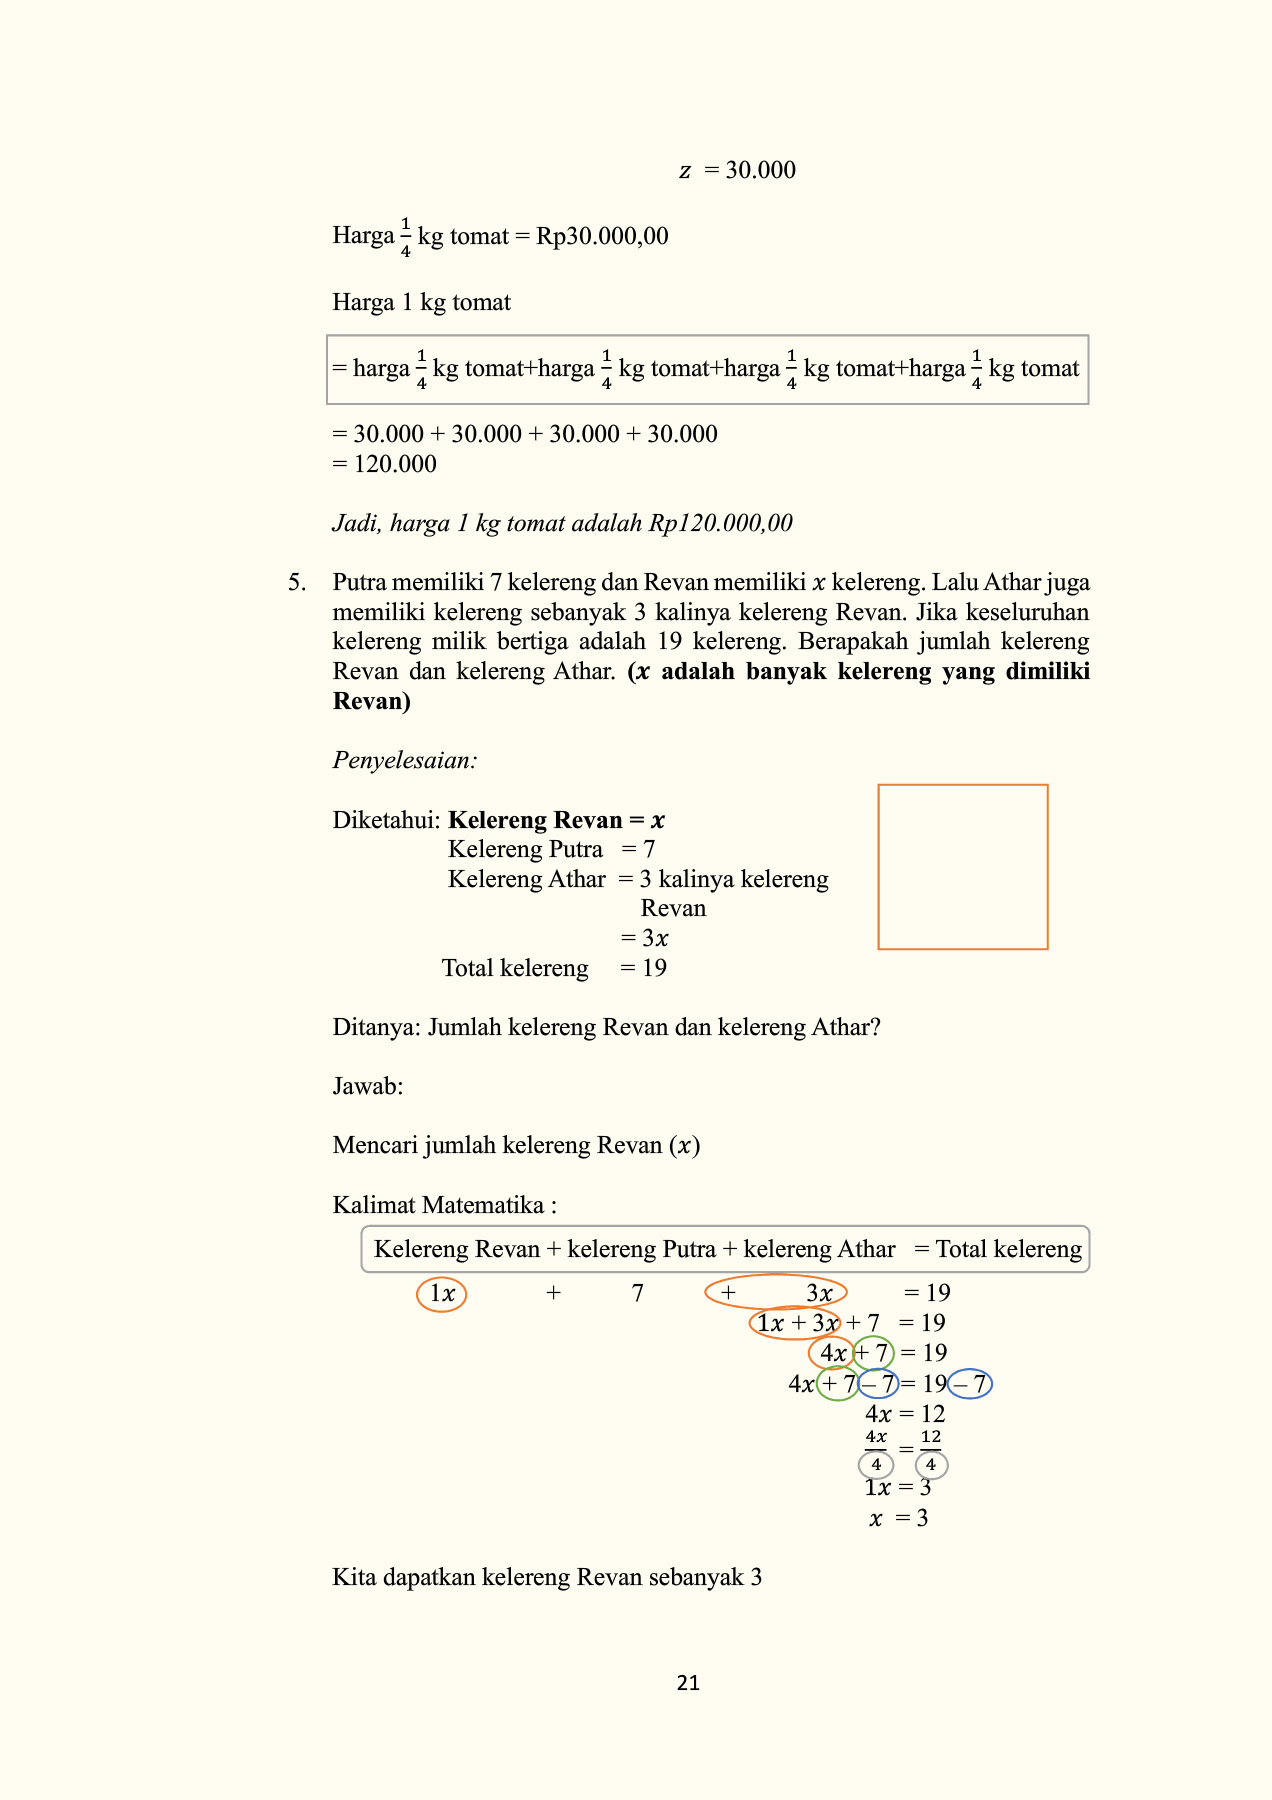 z = 30.000
Harga 1/4 kg tomat = Rp30.000,00
Harga 1 kg tomat
= harga 1/4 kg tomat+harga 1/4 kg tomat+harga 1/4 kg tomat+harga 1/4 kg tomat
= 30.000 + 30.000 + 30.000 + 30.000
= 120.000
Jadi, harga 1 kg tomat adalah Rp120.000,00
5. Putra memiliki 7 kelereng dan Revan memiliki x kelereng. Lalu Athar juga
memiliki kelereng sebanyak 3 kalinya kelereng Revan. Jika keseluruhan
kelereng milik bertiga adalah 19 kelereng. Berapakah jumlah kelereng
Revan dan kelereng Athar. (x adalah banyak kelereng yang dimiliki
Revan)
Penyelesaian:
Diketahui: Kelereng Revan = x
Kelereng Putra = 7
Kelereng Athar = 3 kalinya kelereng
Revan
= 3x
Total kelereng = 19
Ditanya: Jumlah kelereng Revan dan kelereng Athar?
Jawab:
Mencari jumlah kelereng Revan (x)
Kalimat Matematika :
Kelereng Revan + kelereng Putra + kelereng Athar = Total kelereng
1x + 7 + 3x = 19
1x + 3x + 7 = 19
4x + 7 = 19
4x + 7 – 7 = 19 – 7
4x = 12
4x/4 = 12/4
1x = 3
x = 3
Kita dapatkan kelereng Revan sebanyak 3
21